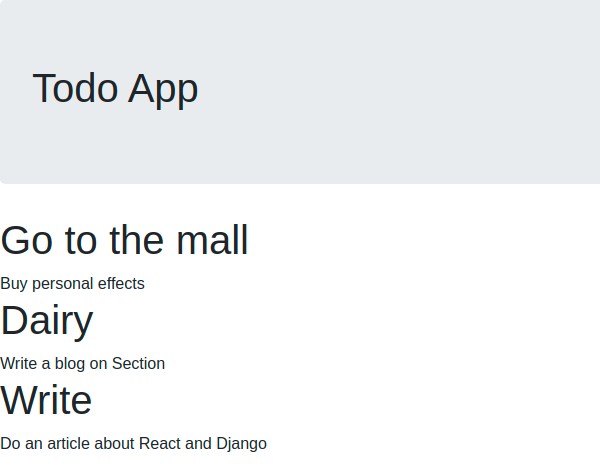 Todo App
Go to the mall
Buy personal effects
Dairy
Write a blog on Section
Write
Do an article about React and Django